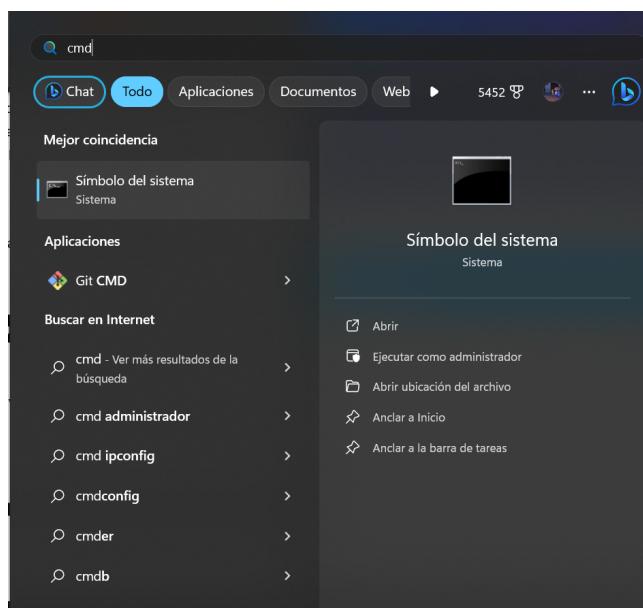 cmd
Chat Todo Aplicaciones Documentos Web 5452
Mejor coincidencia
Símbolo del sistema
Sistema
Aplicaciones
Git CMD
Buscar en Internet
cmd - Ver más resultados de la
búsqueda
cmd administrador
cmd ipconfig
cmdconfig
cmder
cmdb
Símbolo del sistema
Sistema
Abrir
Ejecutar como administrador
Abrir ubicación del archivo
Anclar a Inicio
Anclar a la barra de tareas